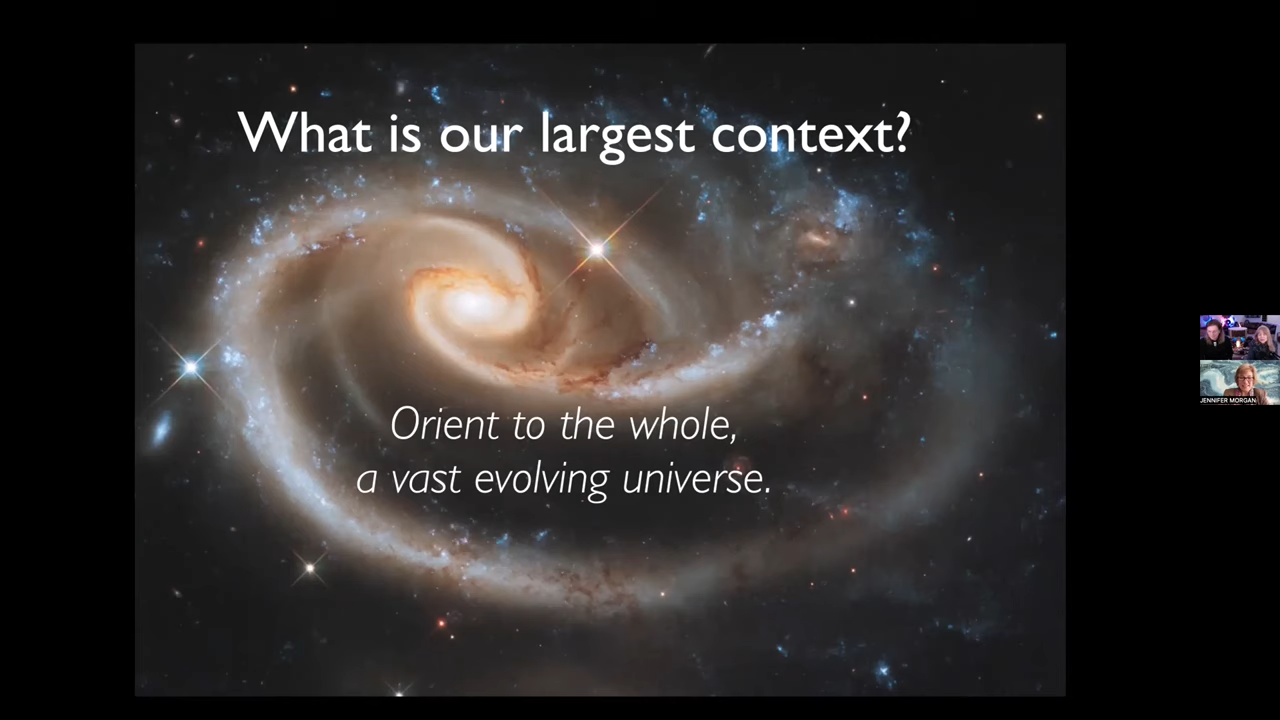 What is our largest context?
Orient to the whole,
a vast evolving universe.
JENNIFER MORGAN